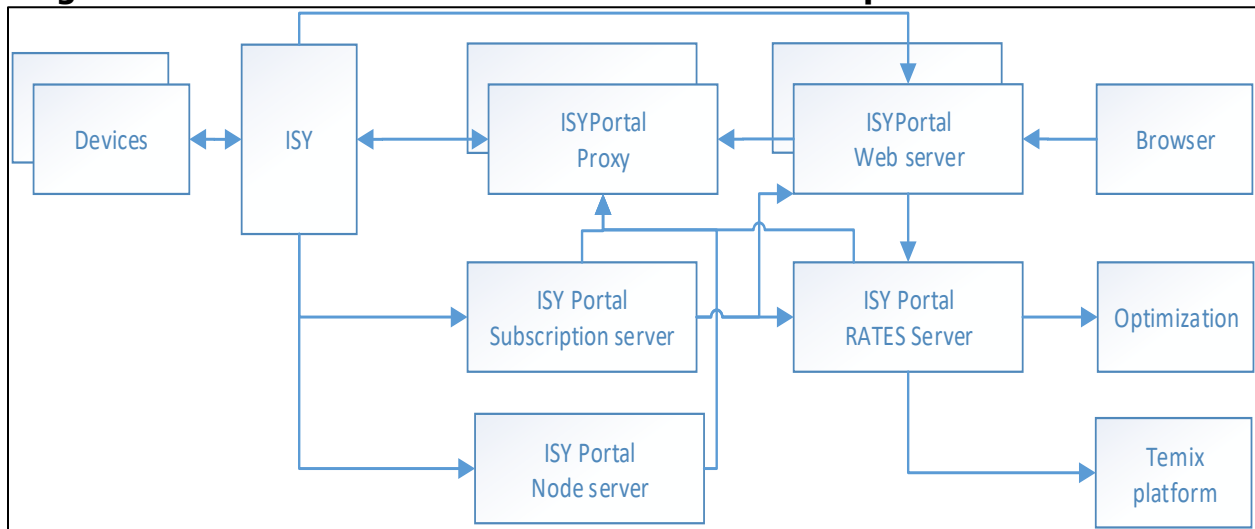 Devices
ISY
ISYPortal
Proxy
ISYPortal
Web server
Browser
ISY Portal
Subscription server
ISY Portal
RATES Server
Optimization
ISY Portal
Node server
Temix
platform